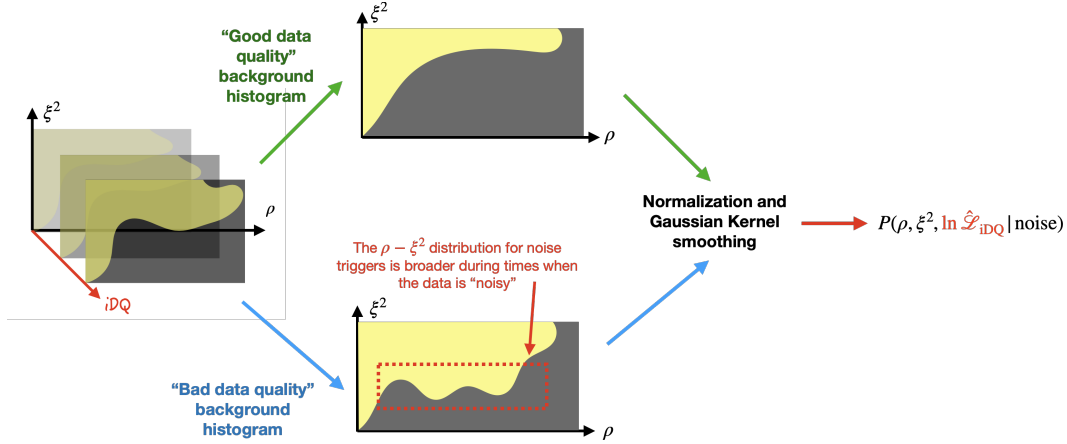 “Good data
quality”
background
histogram
ξ²
ρ
ξ²
ρ
iDQ
Normalization and
Gaussian Kernel
smoothing
P(ρ, ξ², ln ℒ̂_iDQ | noise)
The ρ − ξ² distribution for noise
triggers is broader during times when
the data is “noisy”
ξ²
ρ
“Bad data quality”
background
histogram